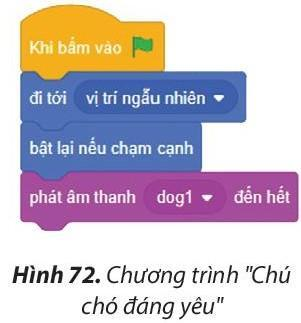 Khi bấm vào
đi tới vị trí ngẫu nhiên
bật lại nếu chạm cạnh
phát âm thanh dog1 đến hết
Hình 72. Chương trình "Chú
chó đáng yêu"